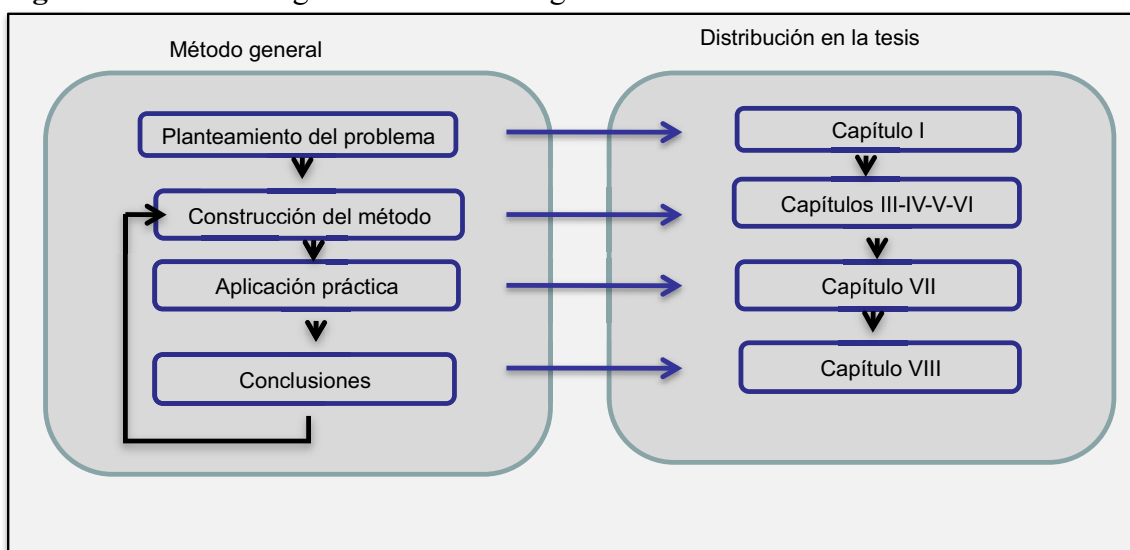 Método general
Distribución en la tesis
Planteamiento del problema
Capítulo I
Construcción del método
Capítulos III-IV-V-VI
Aplicación práctica
Capítulo VII
Conclusiones
Capítulo VIII